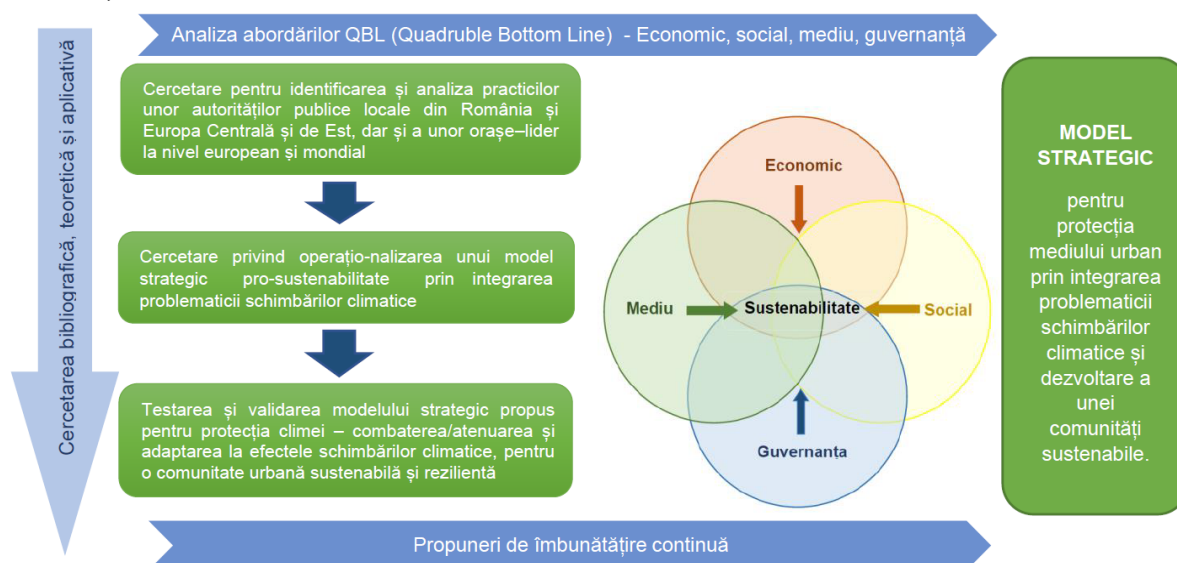 Analiza abordărilor QBL (Quadruble Bottom Line) - Economic, social, mediu, guvernanță
Cercetarea bibliografică, teoretică și aplicativă
Cercetare pentru identificarea și analiza practicilor
unor autorităților publice locale din România și
Europa Centrală și de Est, dar și a unor orașe–lider
la nivel european și mondial
Cercetare privind operațio-nalizarea unui model
strategic pro-sustenabilitate prin integrarea
problematicii schimbărilor climatice
Testarea și validarea modelului strategic propus
pentru protecția climei – combaterea/atenuarea și
adaptarea la efectele schimbărilor climatice, pentru
o comunitate urbană sustenabilă și rezilientă
Economic
Mediu
Sustenabilitate
Social
Guvernanța
MODEL
STRATEGIC
pentru
protecția
mediului urban
prin integrarea
problematicii
schimbărilor
climatice și
dezvoltare a
unei
comunități
sustenabile.
Propuneri de îmbunătățire continuă